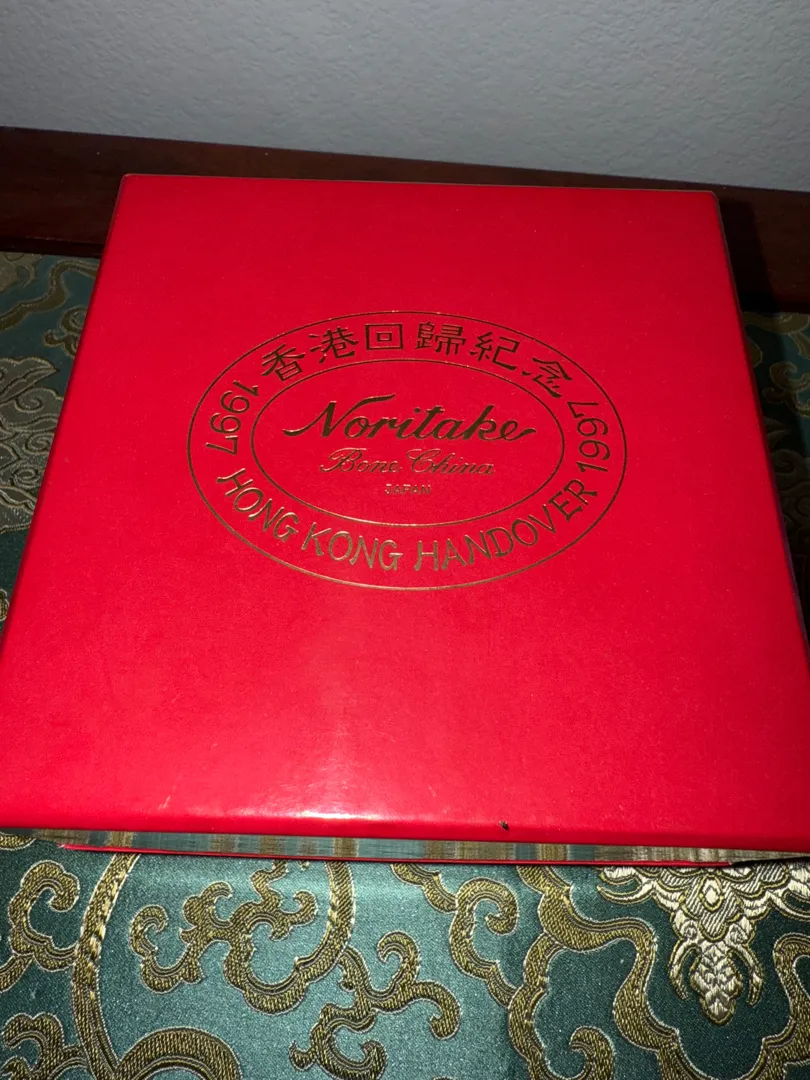 香港回歸紀念
1997 HONG KONG HANDOVER 1997
Noritake
Bone China
JAPAN